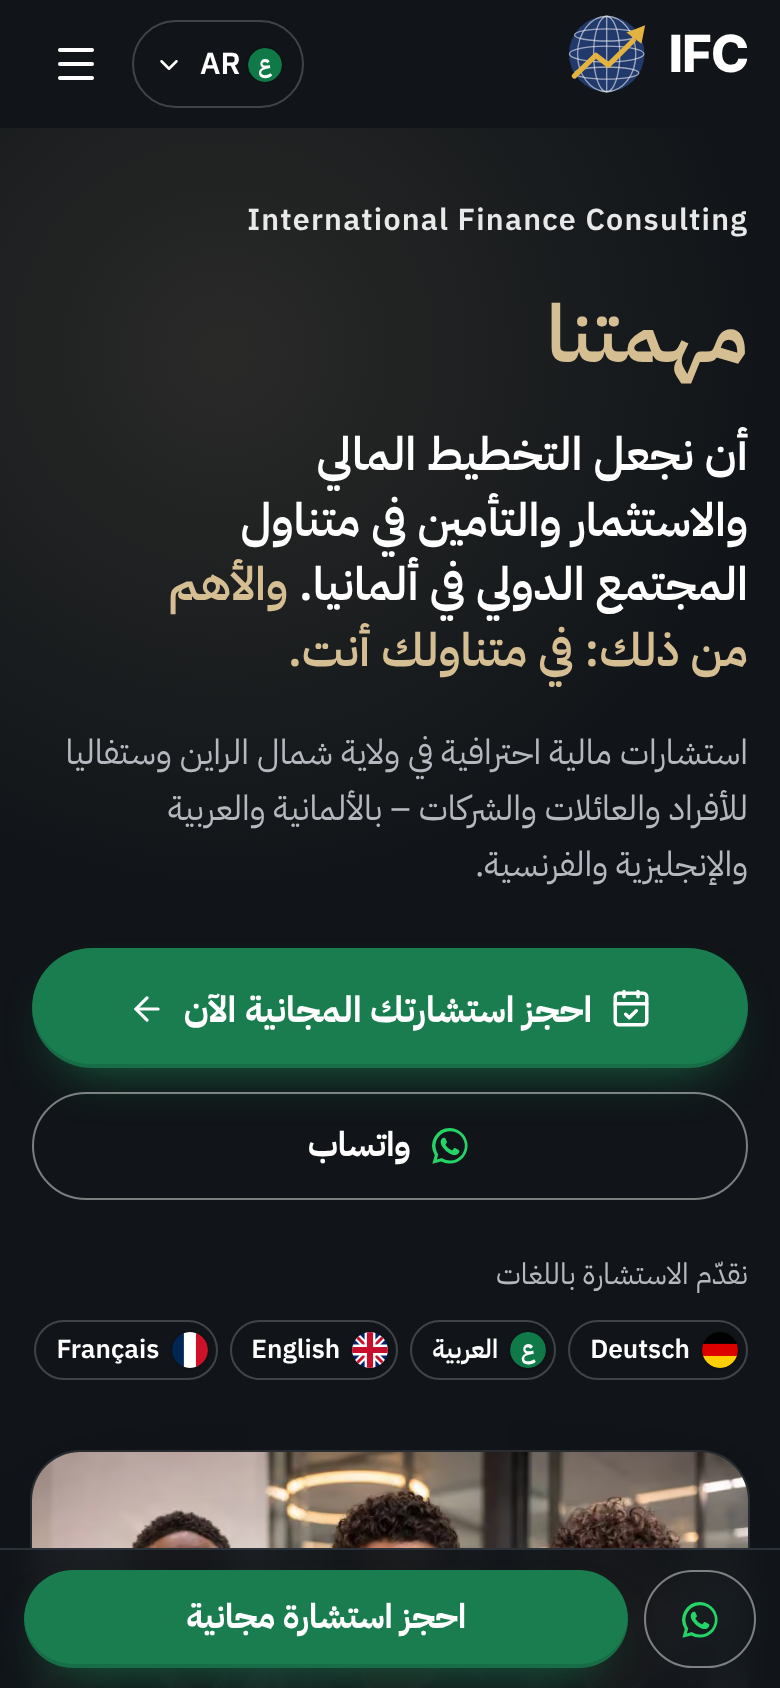 IFC
ع AR
International Finance Consulting
مهمتنا
أن نجعل التخطيط المالي
والاستثمار والتأمين في متناول
المجتمع الدولي في ألمانيا. والأهم
من ذلك: في متناولك أنت.
استشارات مالية احترافية في ولاية شمال الراين وستفاليا
للأفراد والعائلات والشركات – بالألمانية والعربية
والإنجليزية والفرنسية.
احجز استشارتك المجانية الآن ←
واتساب
نقدّم الاستشارة باللغات
Deutsch
ع العربية
English
Français
احجز استشارة مجانية